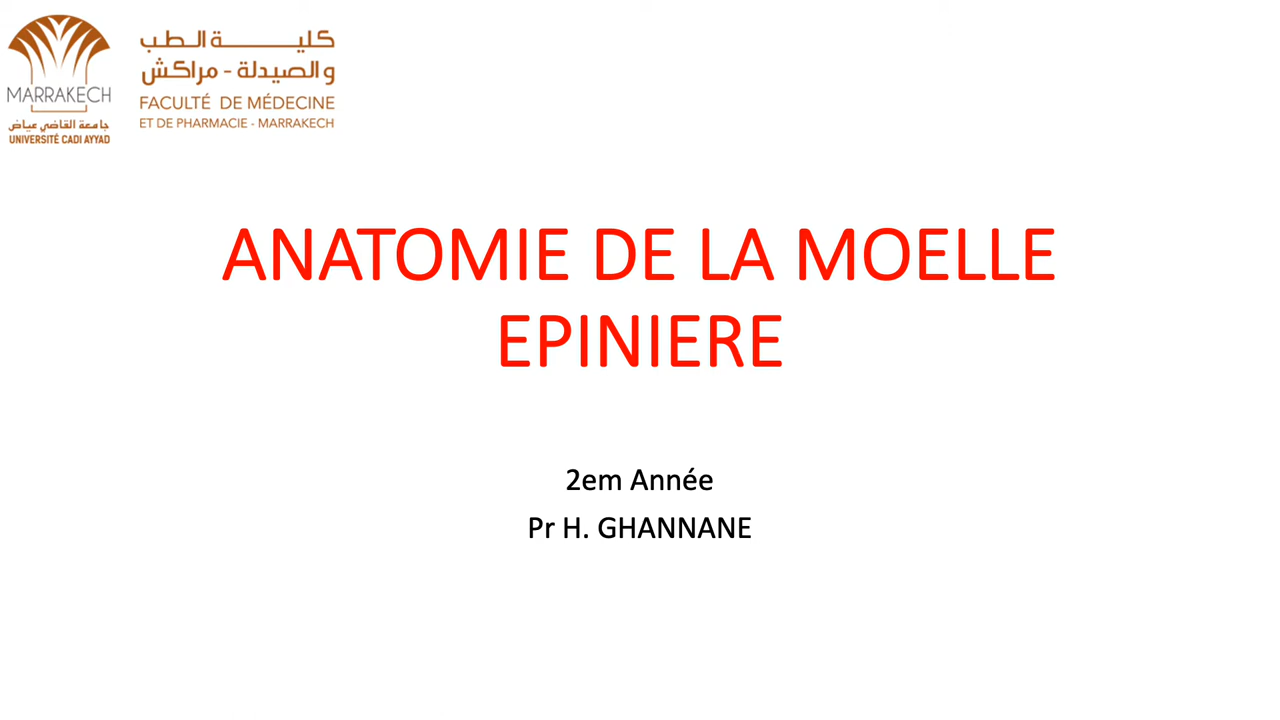 كليـــــة الـطـب
والصيدلة - مراكش
FACULTÉ DE MÉDECINE
ET DE PHARMACIE - MARRAKECH
MARRAKECH
جامعة القاضي عياض
UNIVERSITÉ CADI AYYAD
ANATOMIE DE LA MOELLE
EPINIERE
2em Année
Pr H. GHANNANE